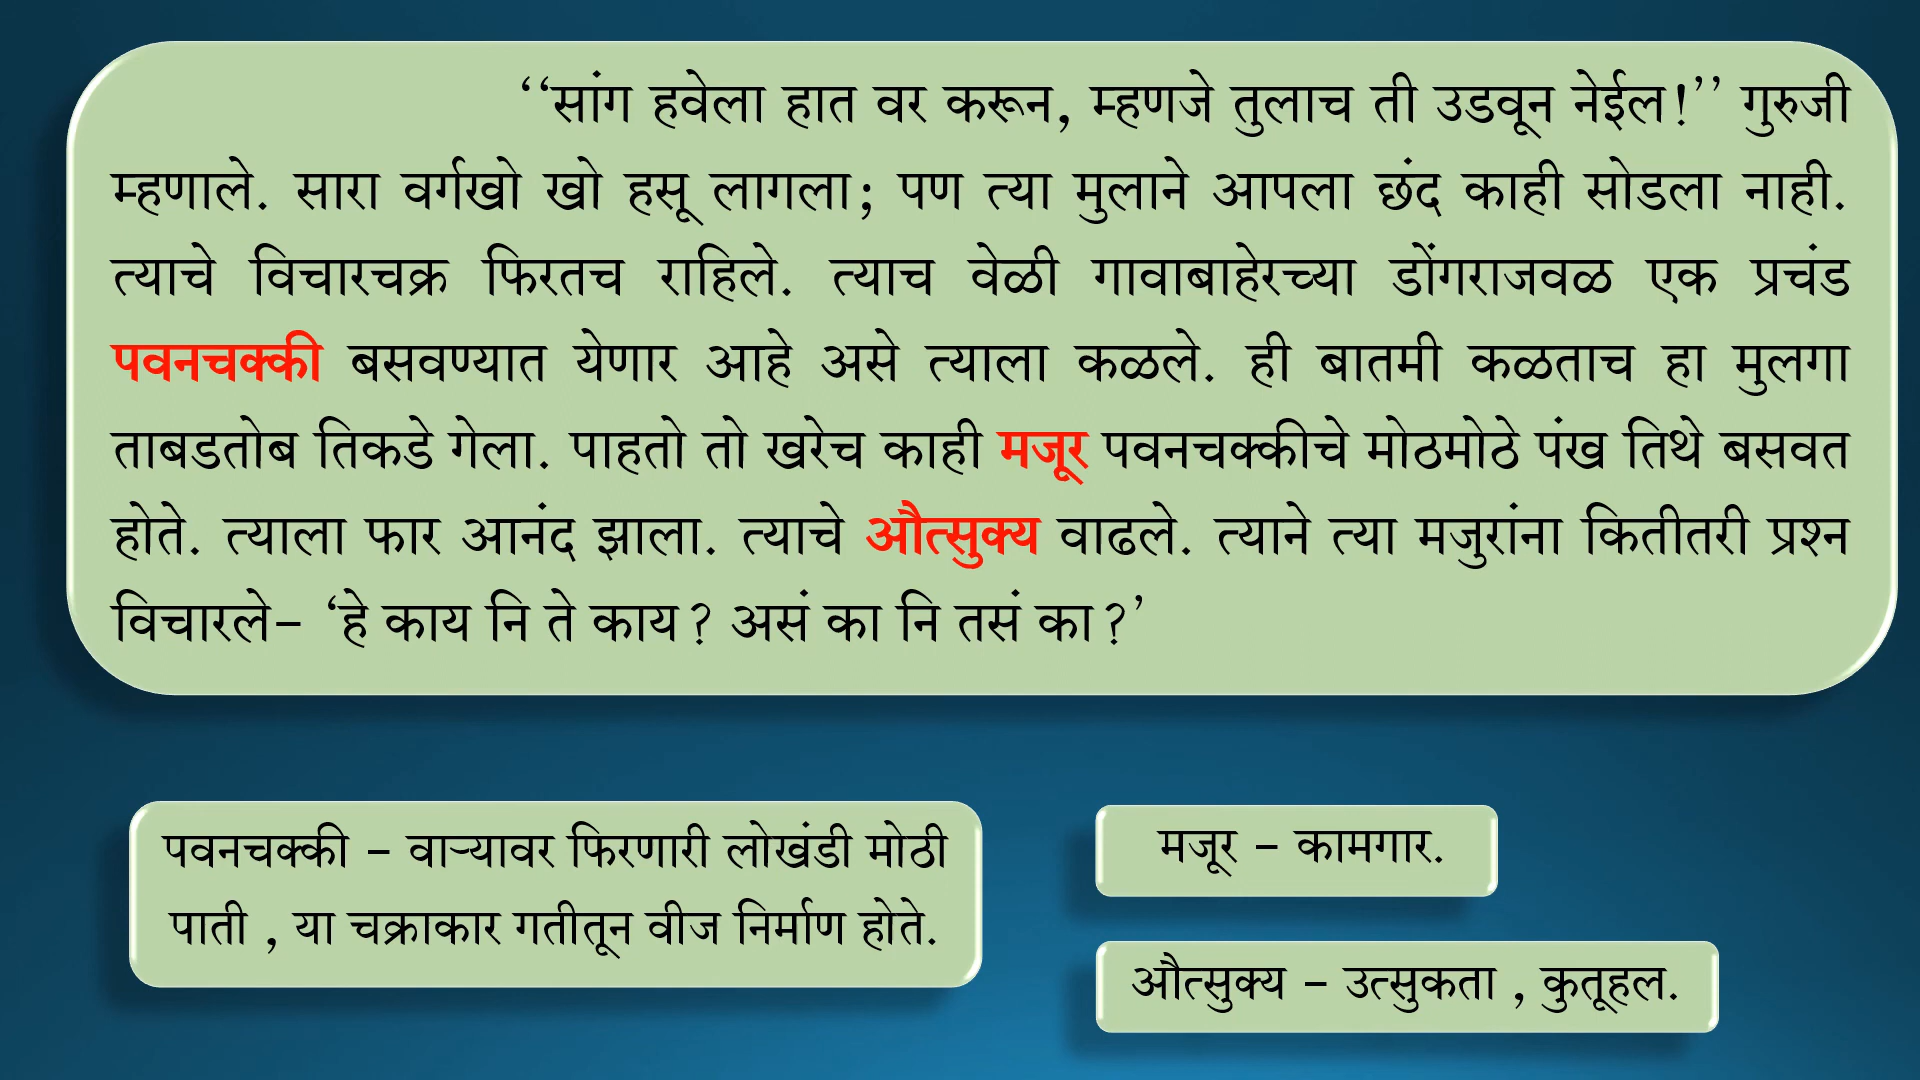 ‘‘सांग हवेला हात वर करून, म्हणजे तुलाच ती उडवून नेईल!’’ गुरुजी
म्हणाले. सारा वर्गखो खो हसू लागला; पण त्या मुलाने आपला छंद काही सोडला नाही.
त्याचे विचारचक्र फिरतच राहिले. त्याच वेळी गावाबाहेरच्या डोंगराजवळ एक प्रचंड
पवनचक्की बसवण्यात येणार आहे असे त्याला कळले. ही बातमी कळताच हा मुलगा
ताबडतोब तिकडे गेला. पाहतो तो खरेच काही मजूर पवनचक्कीचे मोठमोठे पंख तिथे बसवत
होते. त्याला फार आनंद झाला. त्याचे औत्सुक्य वाढले. त्याने त्या मजुरांना कितीतरी प्रश्न
विचारले– ‘हे काय नि ते काय? असं का नि तसं का?’
पवनचक्की – वाऱ्यावर फिरणारी लोखंडी मोठी
पाती , या चक्राकार गतीतून वीज निर्माण होते.
मजूर – कामगार.
औत्सुक्य – उत्सुकता , कुतूहल.